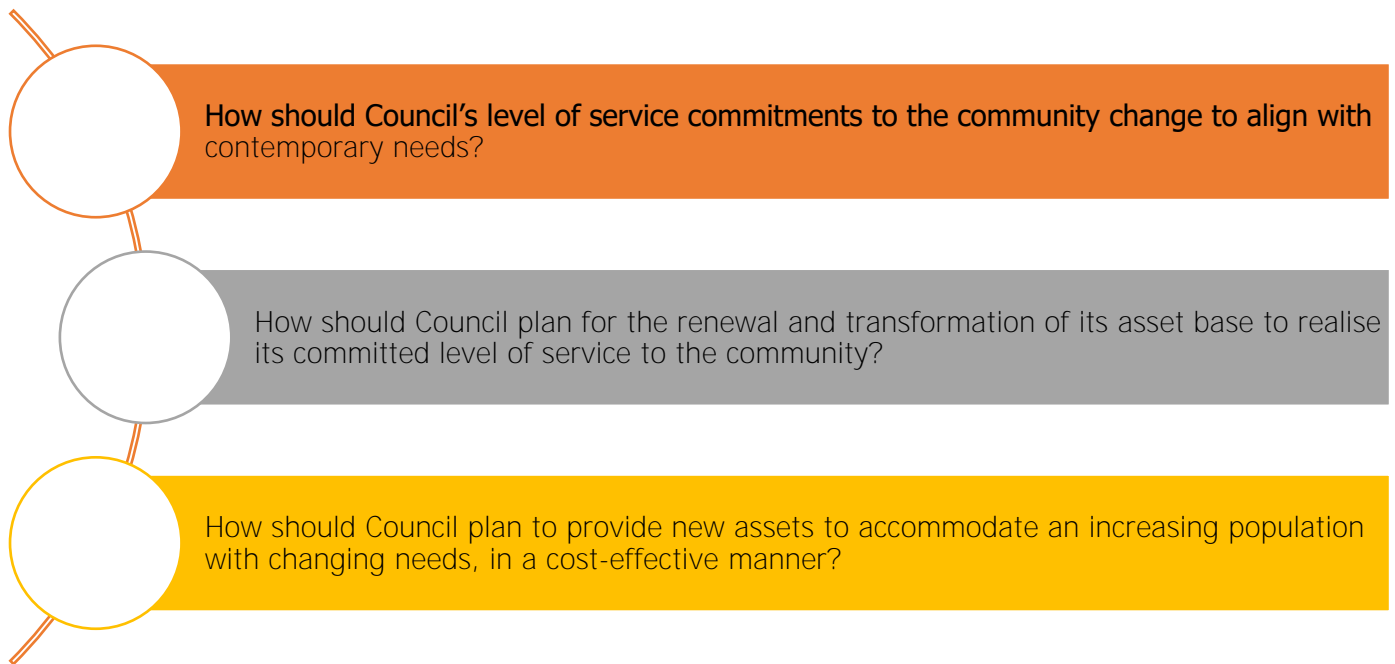 How should Council’s level of service commitments to the community change to align with
contemporary needs?
How should Council plan for the renewal and transformation of its asset base to realise
its committed level of service to the community?
How should Council plan to provide new assets to accommodate an increasing population
with changing needs, in a cost-effective manner?